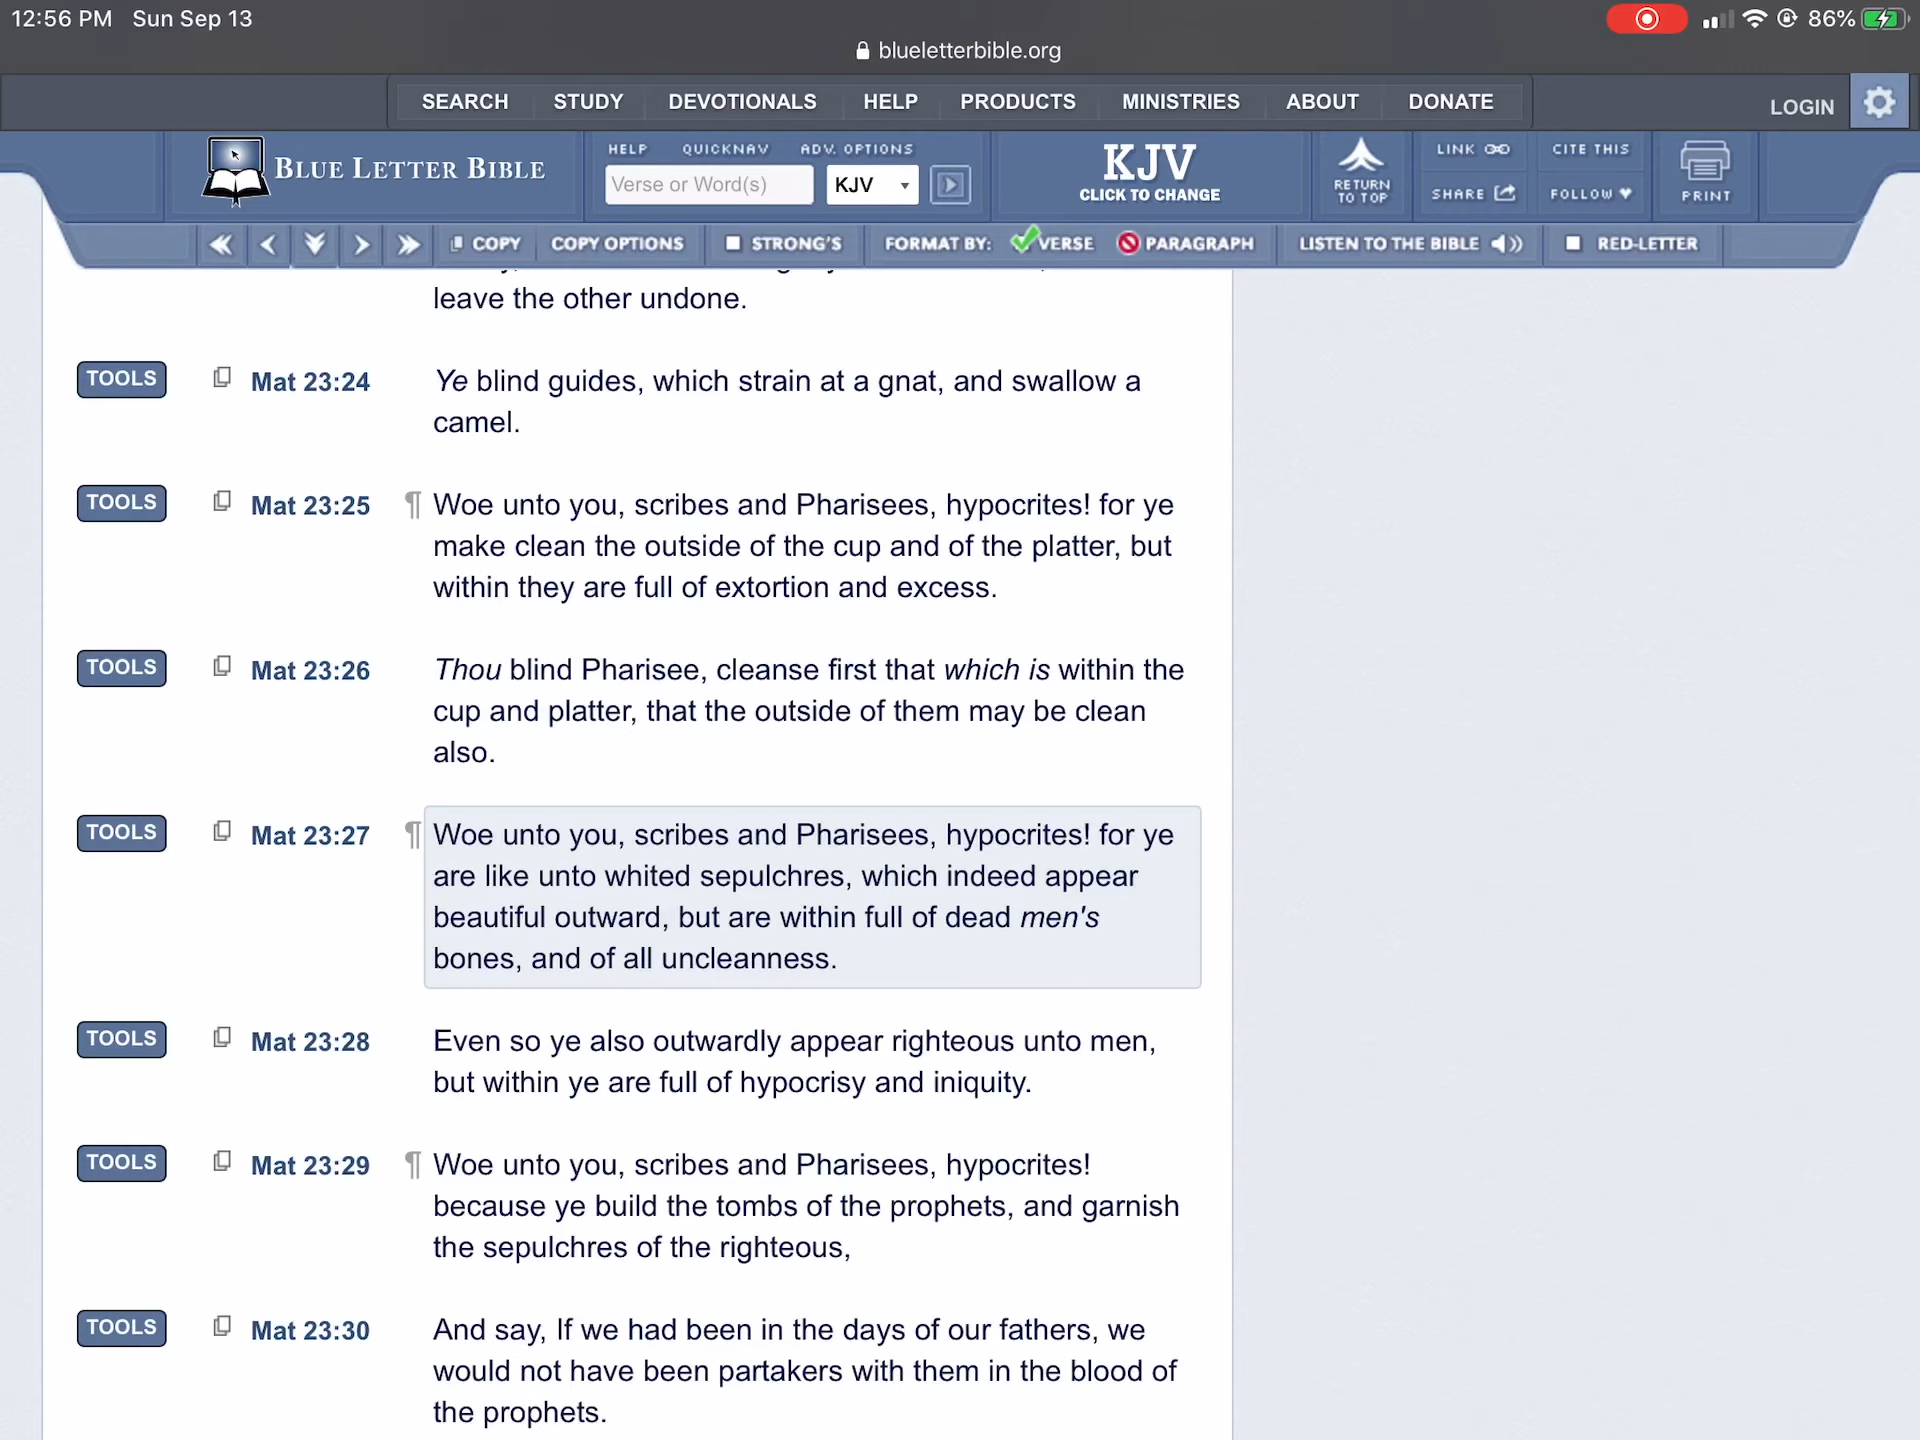 12:56 PM Sun Sep 13
86%
blueletterbible.org
SEARCH STUDY DEVOTIONALS HELP PRODUCTS MINISTRIES ABOUT DONATE
LOGIN
BLUE LETTER BIBLE
HELP QUICKNAV ADV. OPTIONS
Verse or Word(s) KJV
KJV
CLICK TO CHANGE
RETURN
TO TOP
LINK
SHARE
CITE THIS
FOLLOW
PRINT
COPY COPY OPTIONS STRONG'S FORMAT BY: VERSE PARAGRAPH LISTEN TO THE BIBLE RED-LETTER
leave the other undone.
TOOLS Mat 23:24 Ye blind guides, which strain at a gnat, and swallow a
camel.
TOOLS Mat 23:25 ¶ Woe unto you, scribes and Pharisees, hypocrites! for ye
make clean the outside of the cup and of the platter, but
within they are full of extortion and excess.
TOOLS Mat 23:26 Thou blind Pharisee, cleanse first that which is within the
cup and platter, that the outside of them may be clean
also.
TOOLS Mat 23:27 ¶ Woe unto you, scribes and Pharisees, hypocrites! for ye
are like unto whited sepulchres, which indeed appear
beautiful outward, but are within full of dead men's
bones, and of all uncleanness.
TOOLS Mat 23:28 Even so ye also outwardly appear righteous unto men,
but within ye are full of hypocrisy and iniquity.
TOOLS Mat 23:29 ¶ Woe unto you, scribes and Pharisees, hypocrites!
because ye build the tombs of the prophets, and garnish
the sepulchres of the righteous,
TOOLS Mat 23:30 And say, If we had been in the days of our fathers, we
would not have been partakers with them in the blood of
the prophets.